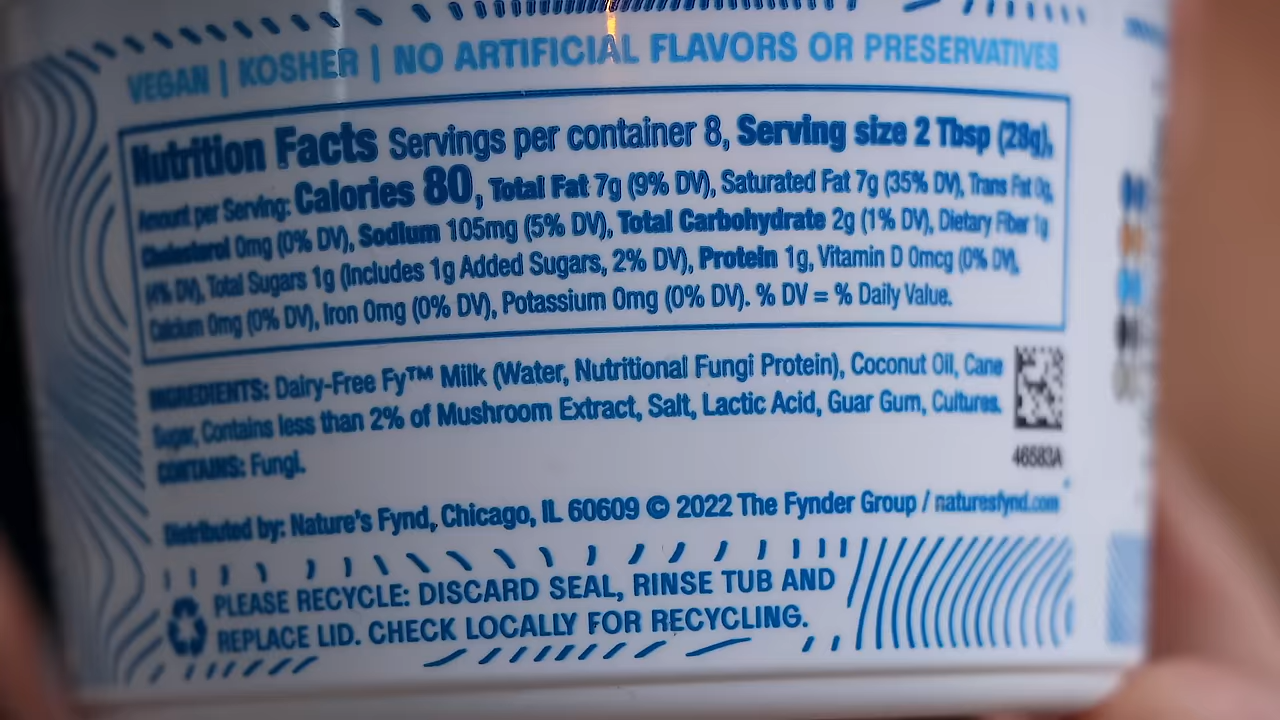 VEGAN | KOSHER | NO ARTIFICIAL FLAVORS OR PRESERVATIVES
Nutrition Facts Servings per container 8, Serving size 2 Tbsp (28g),
Amount per Serving: Calories 80, Total Fat 7g (9% DV), Saturated Fat 7g (35% DV), Trans Fat 0g,
Cholesterol 0mg (0% DV), Sodium 105mg (5% DV), Total Carbohydrate 2g (1% DV), Dietary Fiber 1g
(4% DV), Total Sugars 1g (Includes 1g Added Sugars, 2% DV), Protein 1g, Vitamin D 0mcg (0% DV),
Calcium 0mg (0% DV), Iron 0mg (0% DV), Potassium 0mg (0% DV). % DV = % Daily Value.
INGREDIENTS: Dairy-Free Fy™ Milk (Water, Nutritional Fungi Protein), Coconut Oil, Cane
Sugar, Contains less than 2% of Mushroom Extract, Salt, Lactic Acid, Guar Gum, Cultures.
CONTAINS: Fungi.
46583A
Distributed by: Nature's Fynd, Chicago, IL 60609 © 2022 The Fynder Group / naturesfynd.com
PLEASE RECYCLE: DISCARD SEAL, RINSE TUB AND
REPLACE LID. CHECK LOCALLY FOR RECYCLING.